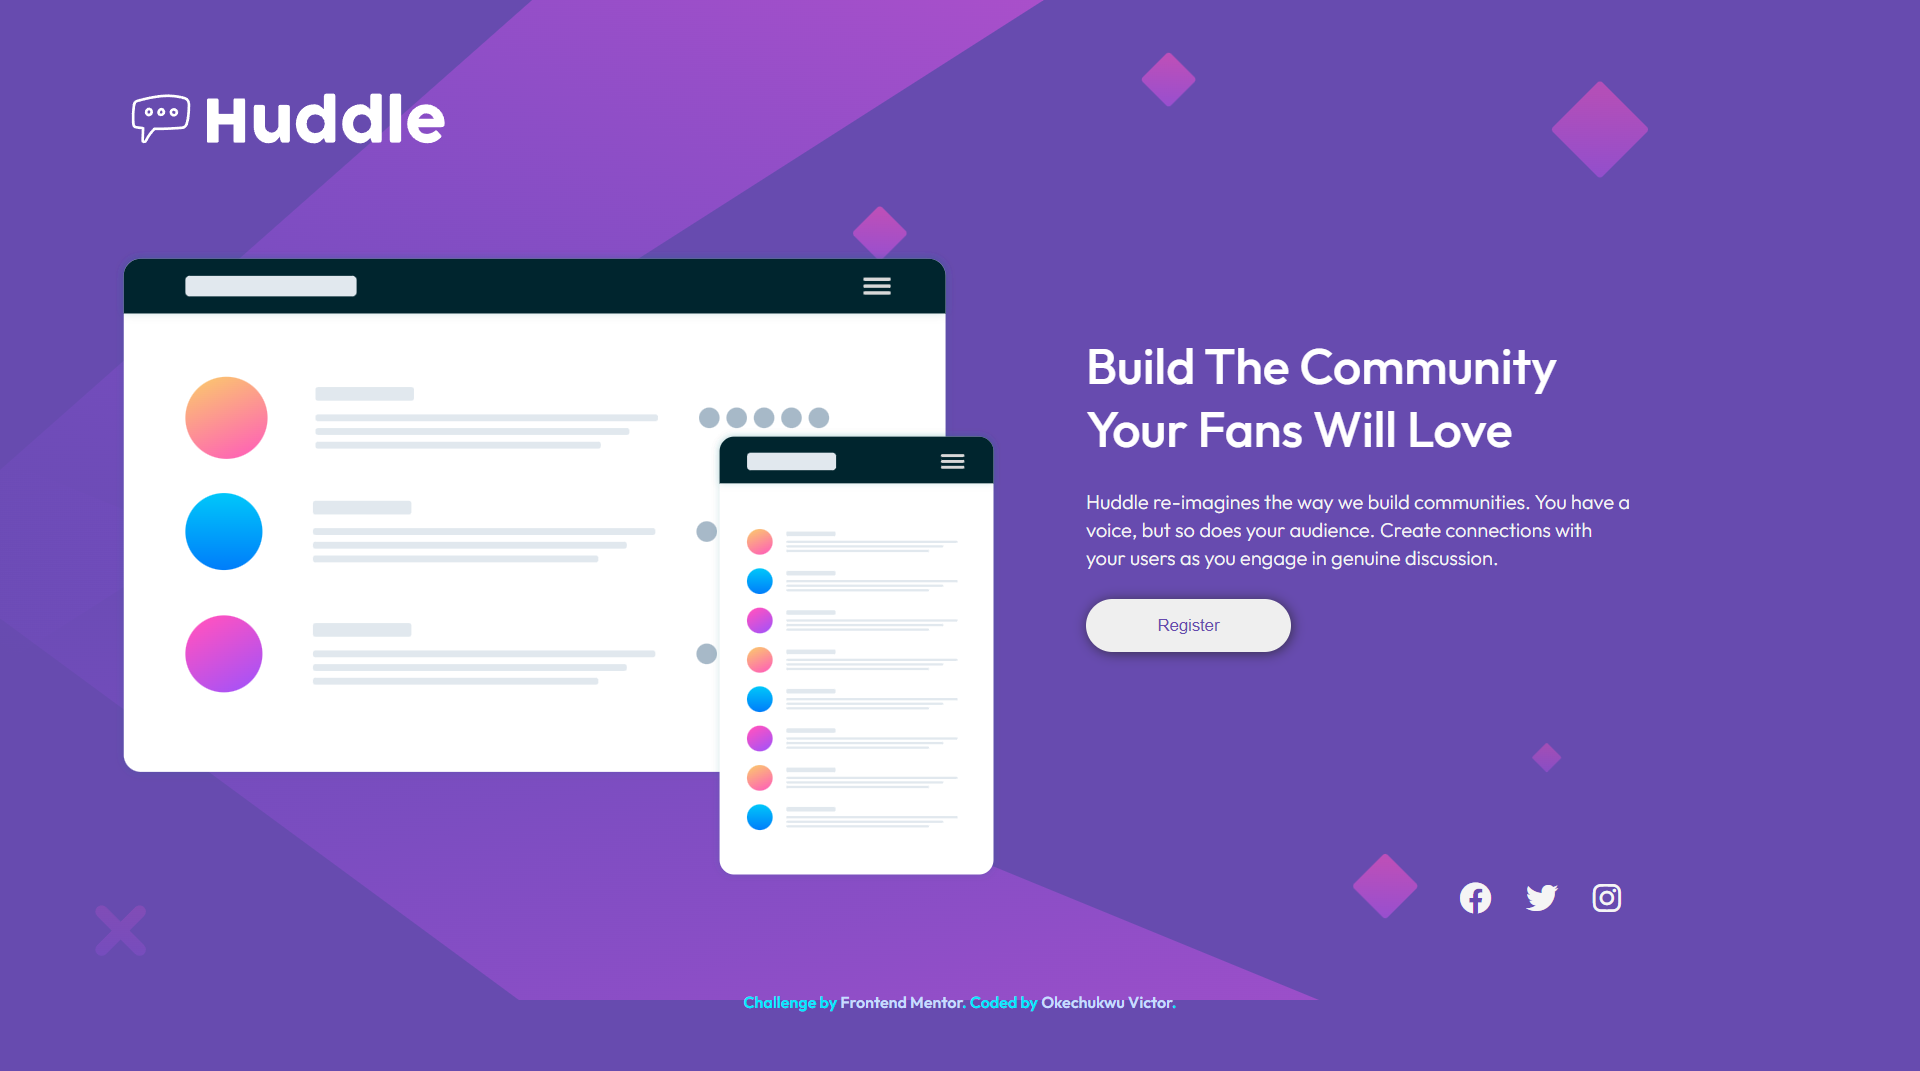 Huddle
Build The Community
Your Fans Will Love
Huddle re-imagines the way we build communities. You have a
voice, but so does your audience. Create connections with
your users as you engage in genuine discussion.
Register
Challenge by Frontend Mentor. Coded by Okechukwu Victor.